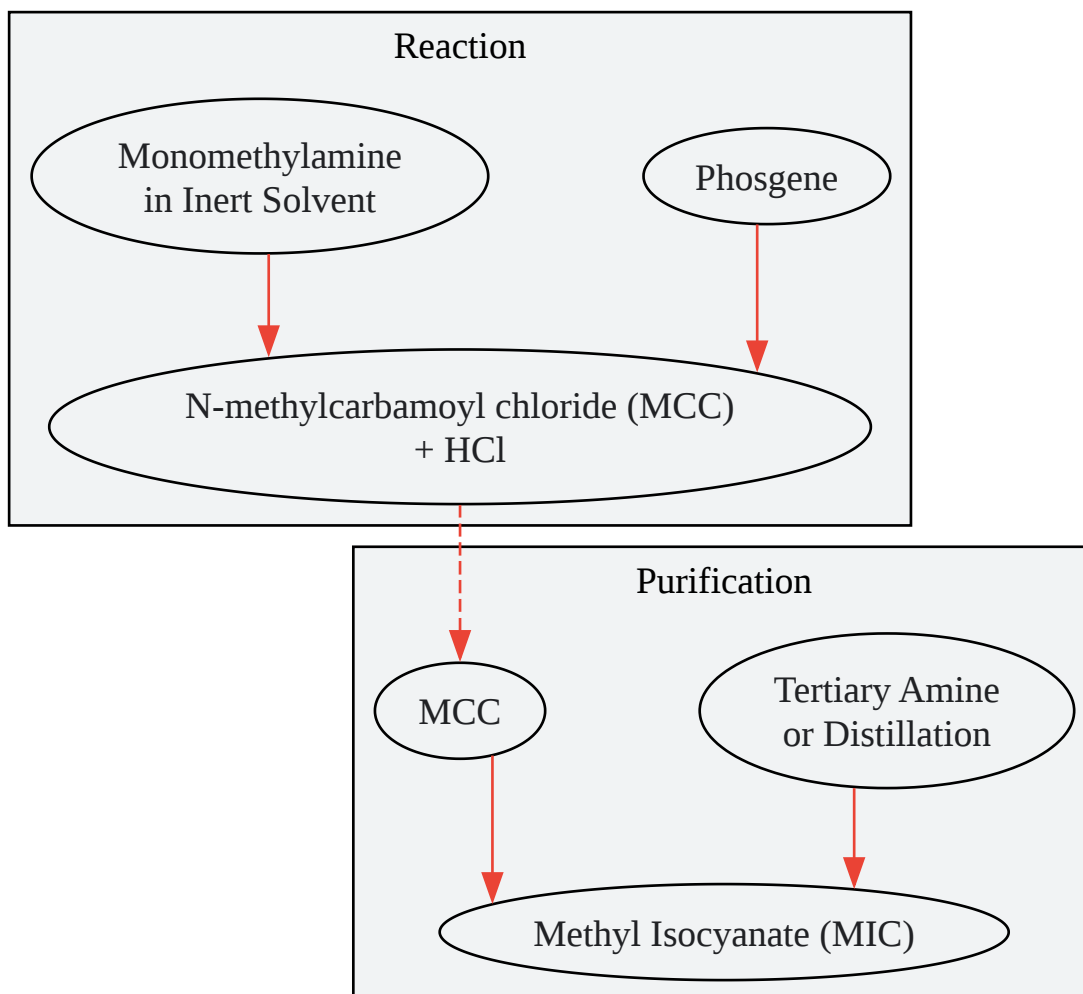 Reaction
Monomethylamine
in Inert Solvent
Phosgene
N-methylcarbamoyl chloride (MCC)
+ HCl
Purification
MCC
Tertiary Amine
or Distillation
Methyl Isocyanate (MIC)